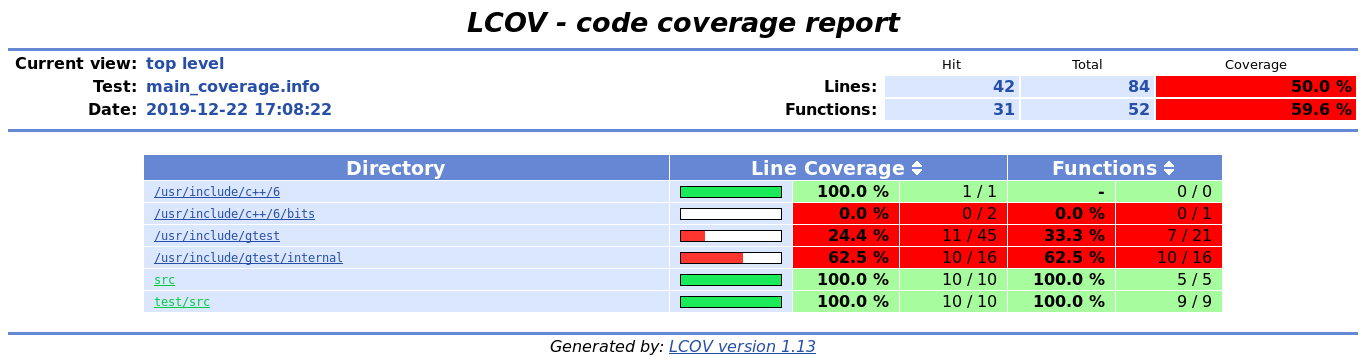 LCOV - code coverage report
Current view: top level Hit Total Coverage
Test: main_coverage.info Lines: 42 84 50.0 %
Date: 2019-12-22 17:08:22 Functions: 31 52 59.6 %
Directory Line Coverage Functions
/usr/include/c++/6 100.0 % 1 / 1 - 0 / 0
/usr/include/c++/6/bits 0.0 % 0 / 2 0.0 % 0 / 1
/usr/include/gtest 24.4 % 11 / 45 33.3 % 7 / 21
/usr/include/gtest/internal 62.5 % 10 / 16 62.5 % 10 / 16
src 100.0 % 10 / 10 100.0 % 5 / 5
test/src 100.0 % 10 / 10 100.0 % 9 / 9
Generated by: LCOV version 1.13